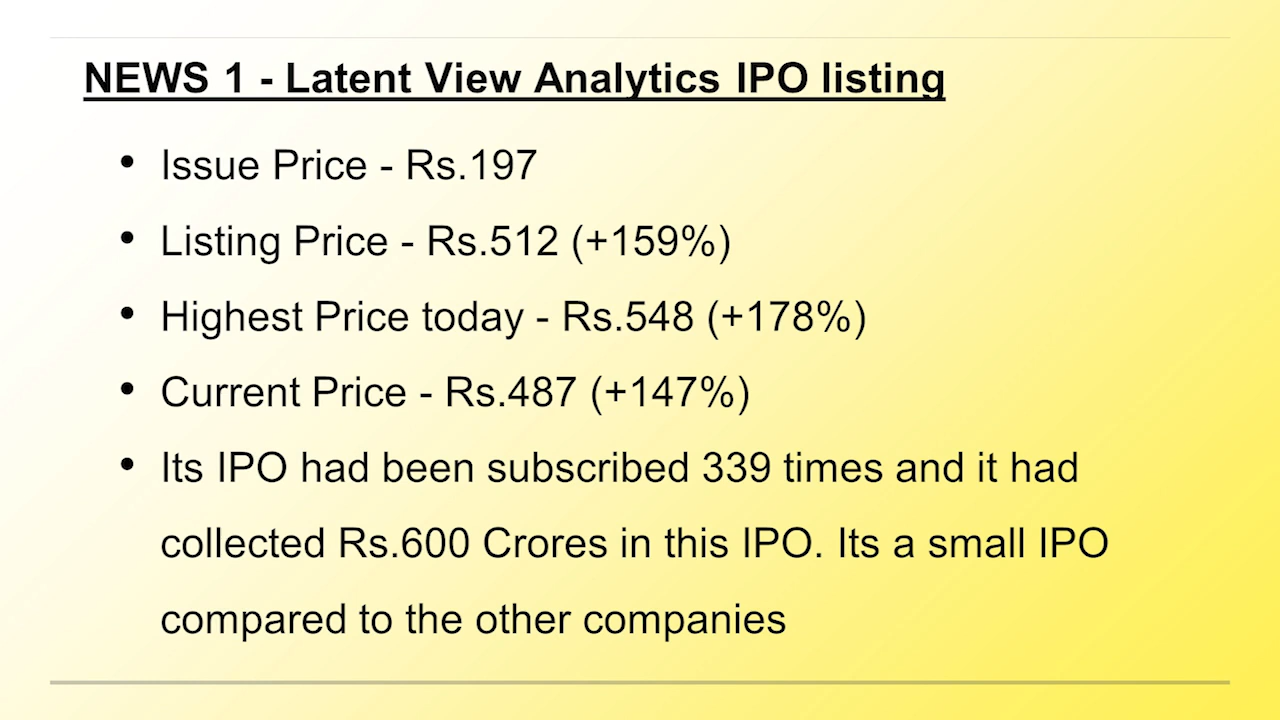 NEWS 1 - Latent View Analytics IPO listing
• Issue Price - Rs.197
• Listing Price - Rs.512 (+159%)
• Highest Price today - Rs.548 (+178%)
• Current Price - Rs.487 (+147%)
• Its IPO had been subscribed 339 times and it had
collected Rs.600 Crores in this IPO. Its a small IPO
compared to the other companies